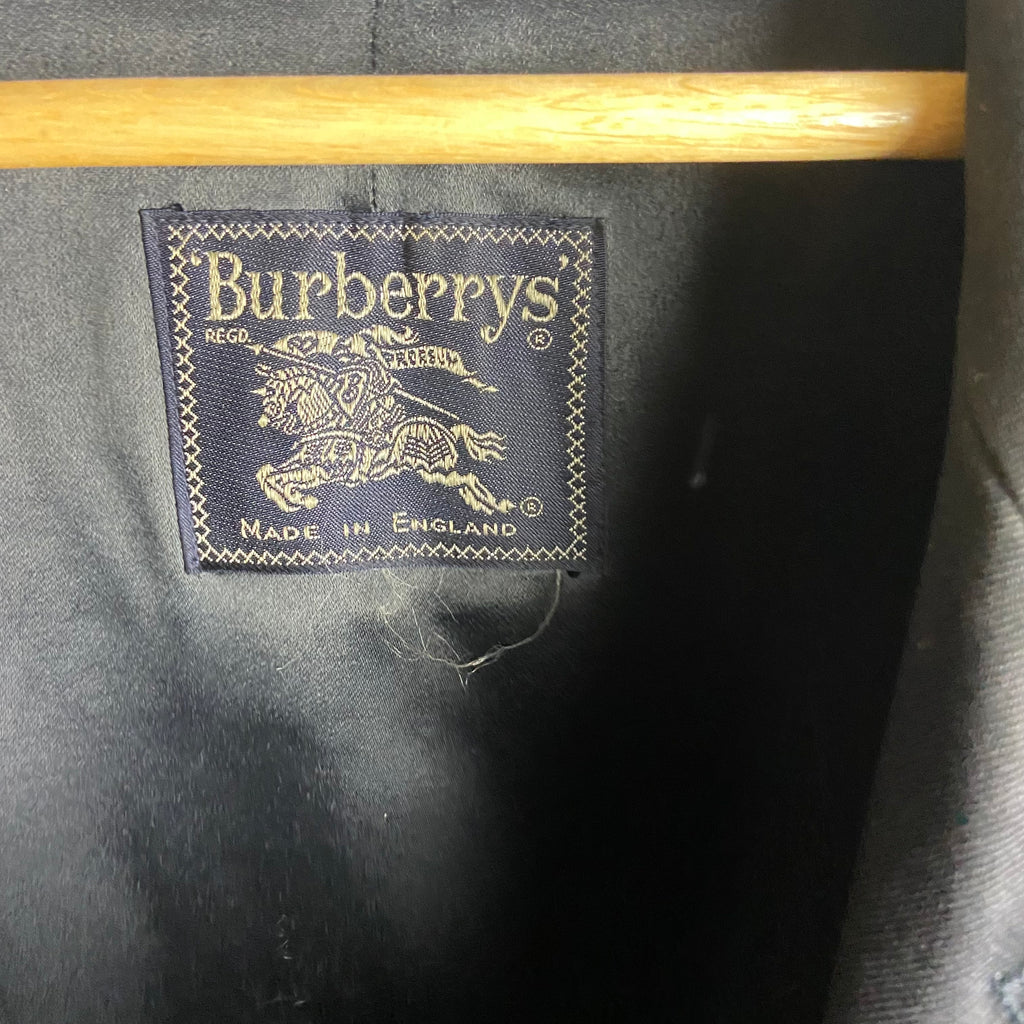 'Burberrys'
REGD. ®
PRORSUM
®
MADE IN ENGLAND